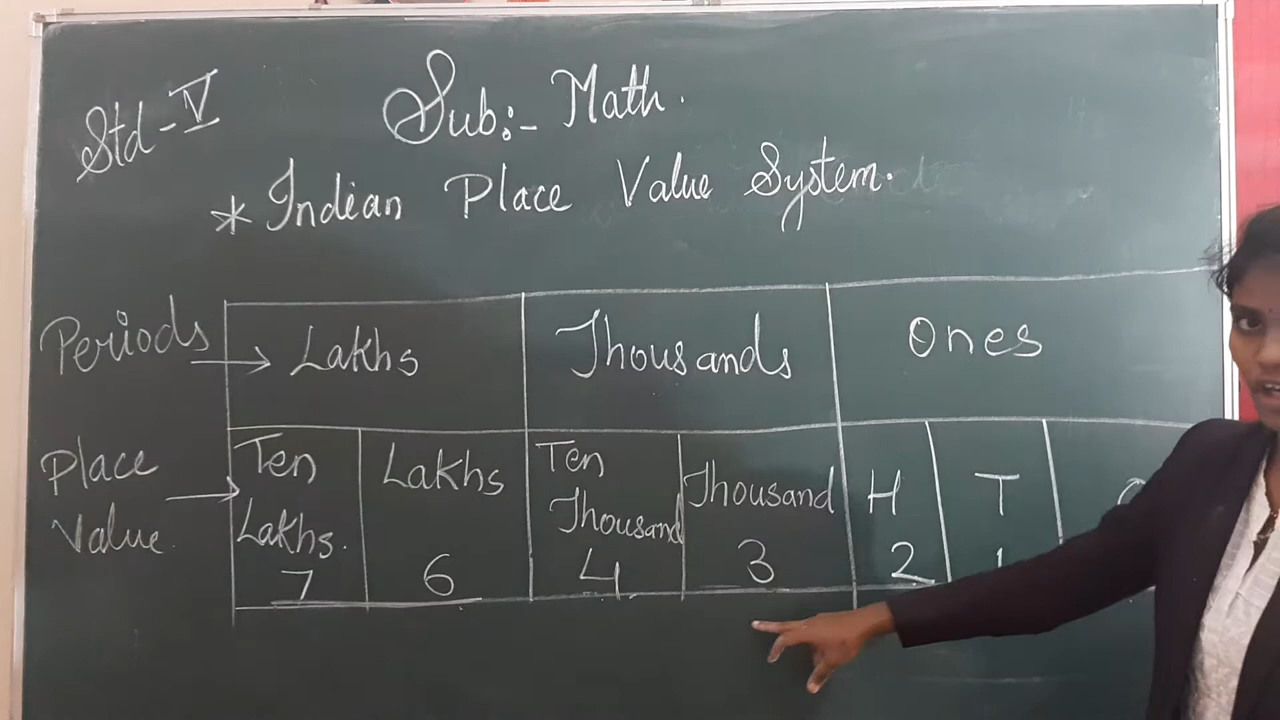 Std - V
Sub:- Math.
* Indian Place Value System.
Periods → Lakhs Thousands Ones
Place Value → Ten Lakhs. Lakhs Ten Thousand Thousand H T
7 6 4 3 2 1